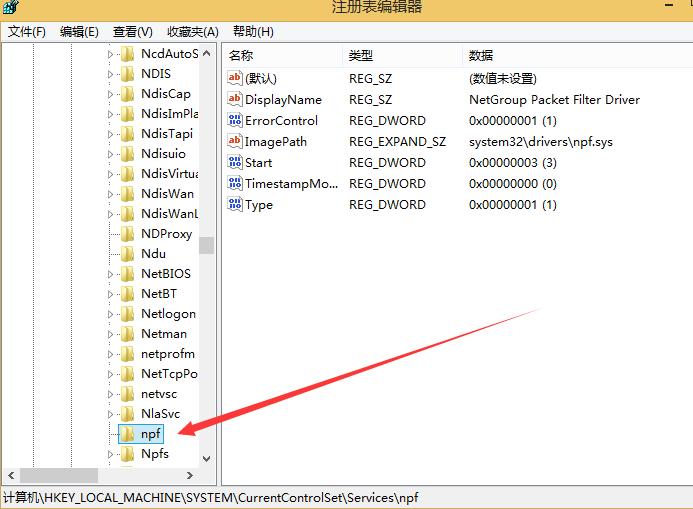 注册表编辑器
文件(F) 编辑(E) 查看(V) 收藏夹(A) 帮助(H)
NcdAutoS
NDIS
NdisCap
NdisImPla
NdisTapi
Ndisuio
NdisVirtua
NdisWan
NdisWanL
NDProxy
Ndu
NetBIOS
NetBT
Netlogon
Netman
netprofm
NetTcpPo
netvsc
NlaSvc
npf
Npfs
名称 类型 数据
(默认) REG_SZ (数值未设置)
DisplayName REG_SZ NetGroup Packet Filter Driver
ErrorControl REG_DWORD 0x00000001 (1)
ImagePath REG_EXPAND_SZ system32\drivers\npf.sys
Start REG_DWORD 0x00000003 (3)
TimestampMo... REG_DWORD 0x00000000 (0)
Type REG_DWORD 0x00000001 (1)
计算机\HKEY_LOCAL_MACHINE\SYSTEM\CurrentControlSet\Services\npf